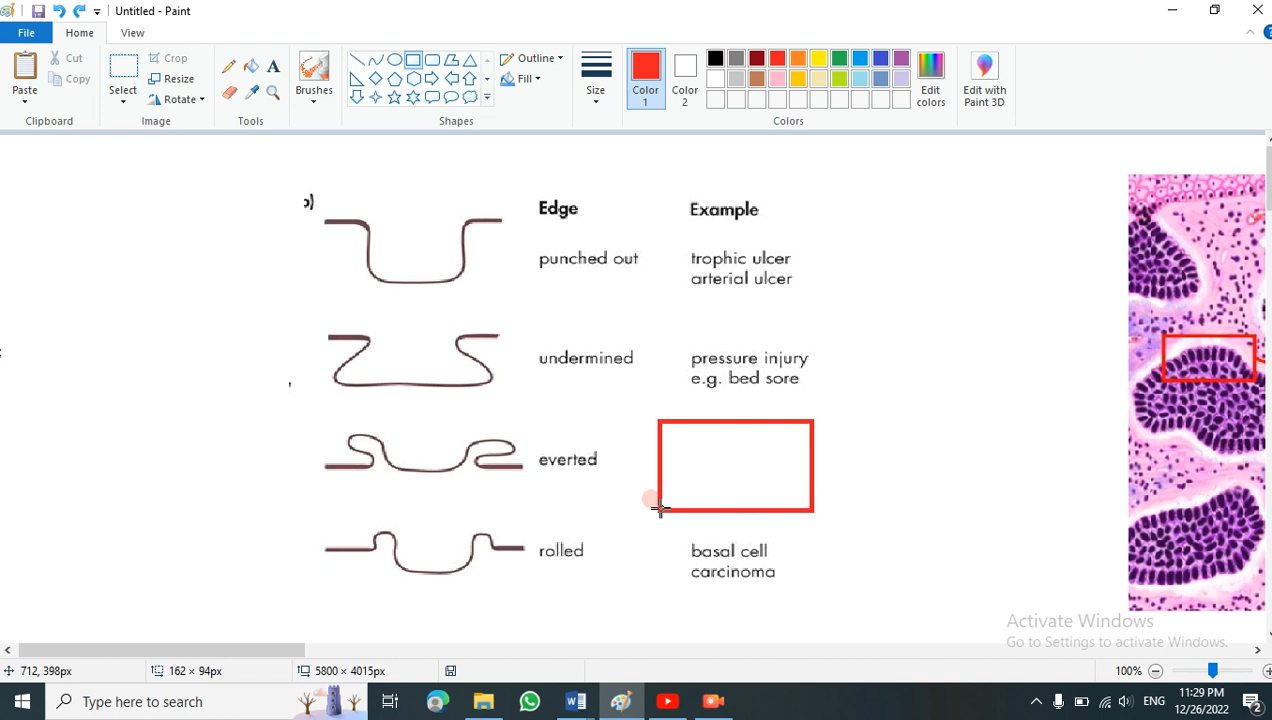 Untitled - Paint
File
Home
View
Paste
Cut
Copy
Clipboard
Select
Crop
Resize
Rotate
Image
A
Tools
Brushes
Shapes
Outline
Fill
Size
Color
1
Color
2
Edit
colors
Colors
Edit with
Paint 3D
b)
Edge
Example
punched out
trophic ulcer
arterial ulcer
undermined
pressure injury
e.g. bed sore
everted
rolled
basal cell
carcinoma
Activate Windows
Go to Settings to activate Windows.
712, 398px
162 × 94px
5800 × 4015px
100%
Type here to search
ENG
11:29 PM
12/26/2022
2